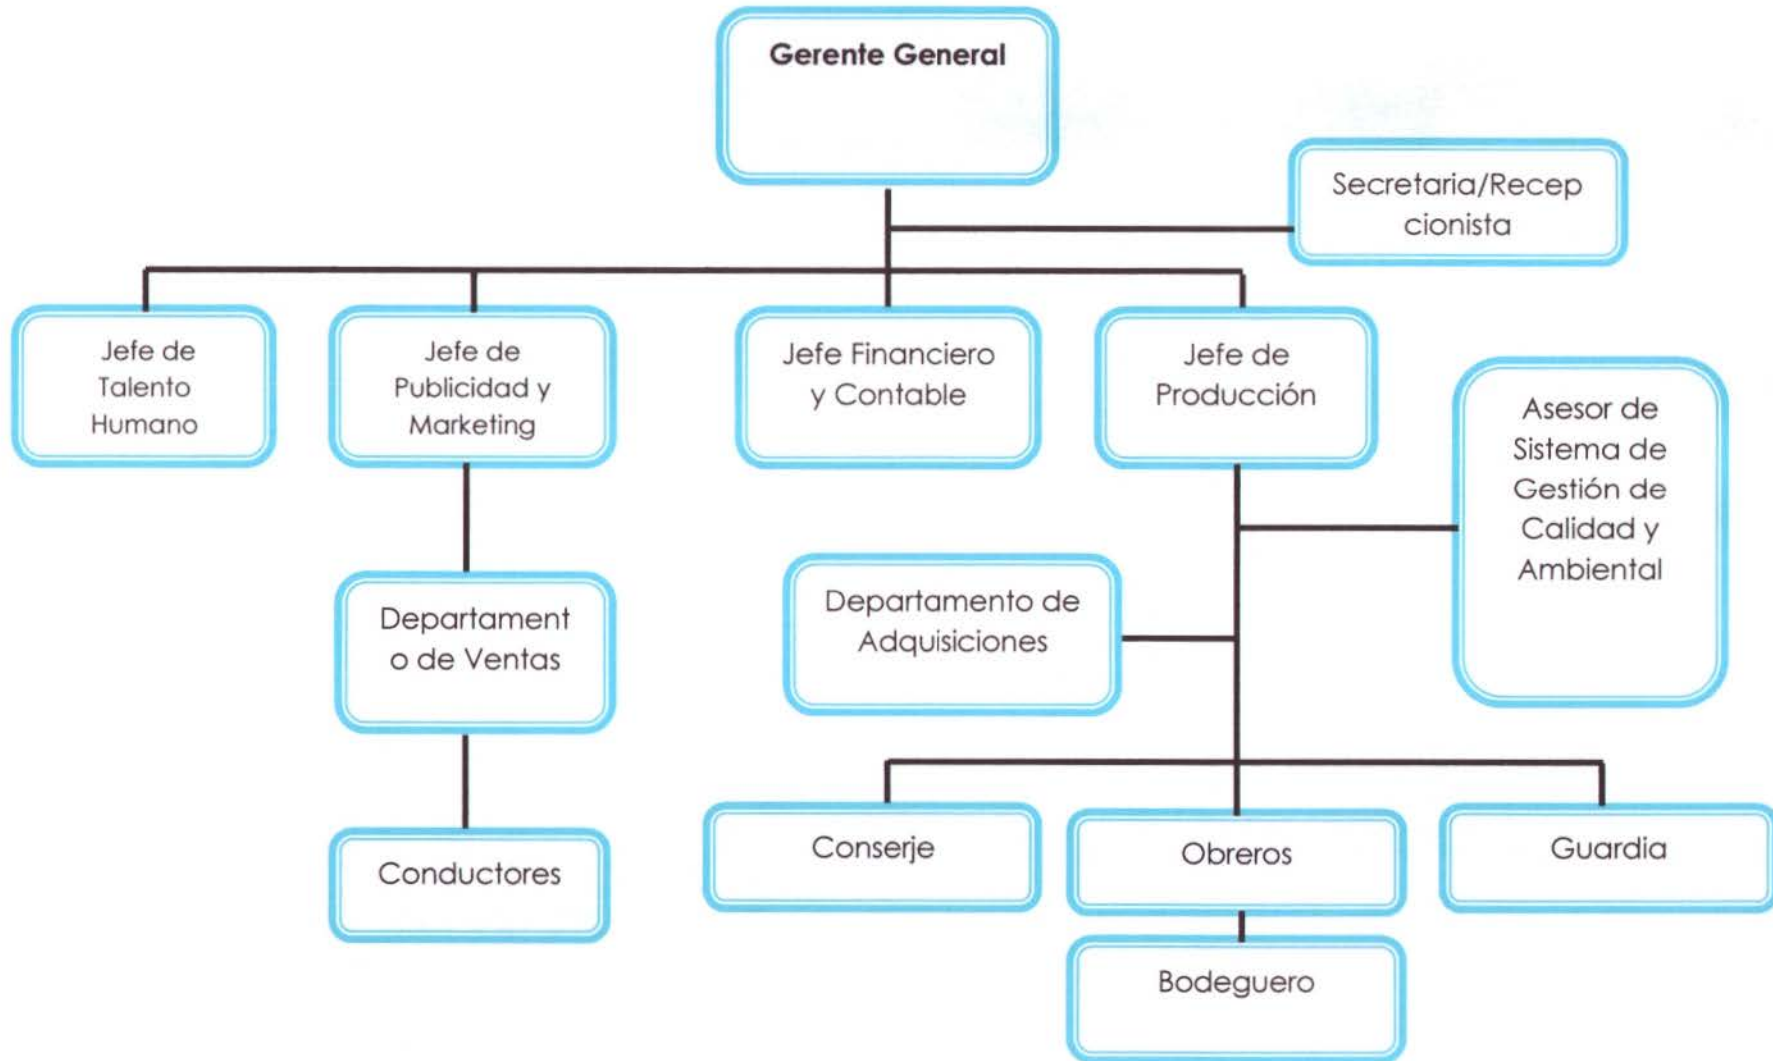 Gerente General
Secretaria/Recep
cionista
Jefe de
Talento
Humano
Jefe de
Publicidad y
Marketing
Jefe Financiero
y Contable
Jefe de
Producción
Asesor de
Sistema de
Gestión de
Calidad y
Ambiental
Departament
o de Ventas
Departamento de
Adquisiciones
Conductores
Conserje
Obreros
Guardia
Bodeguero